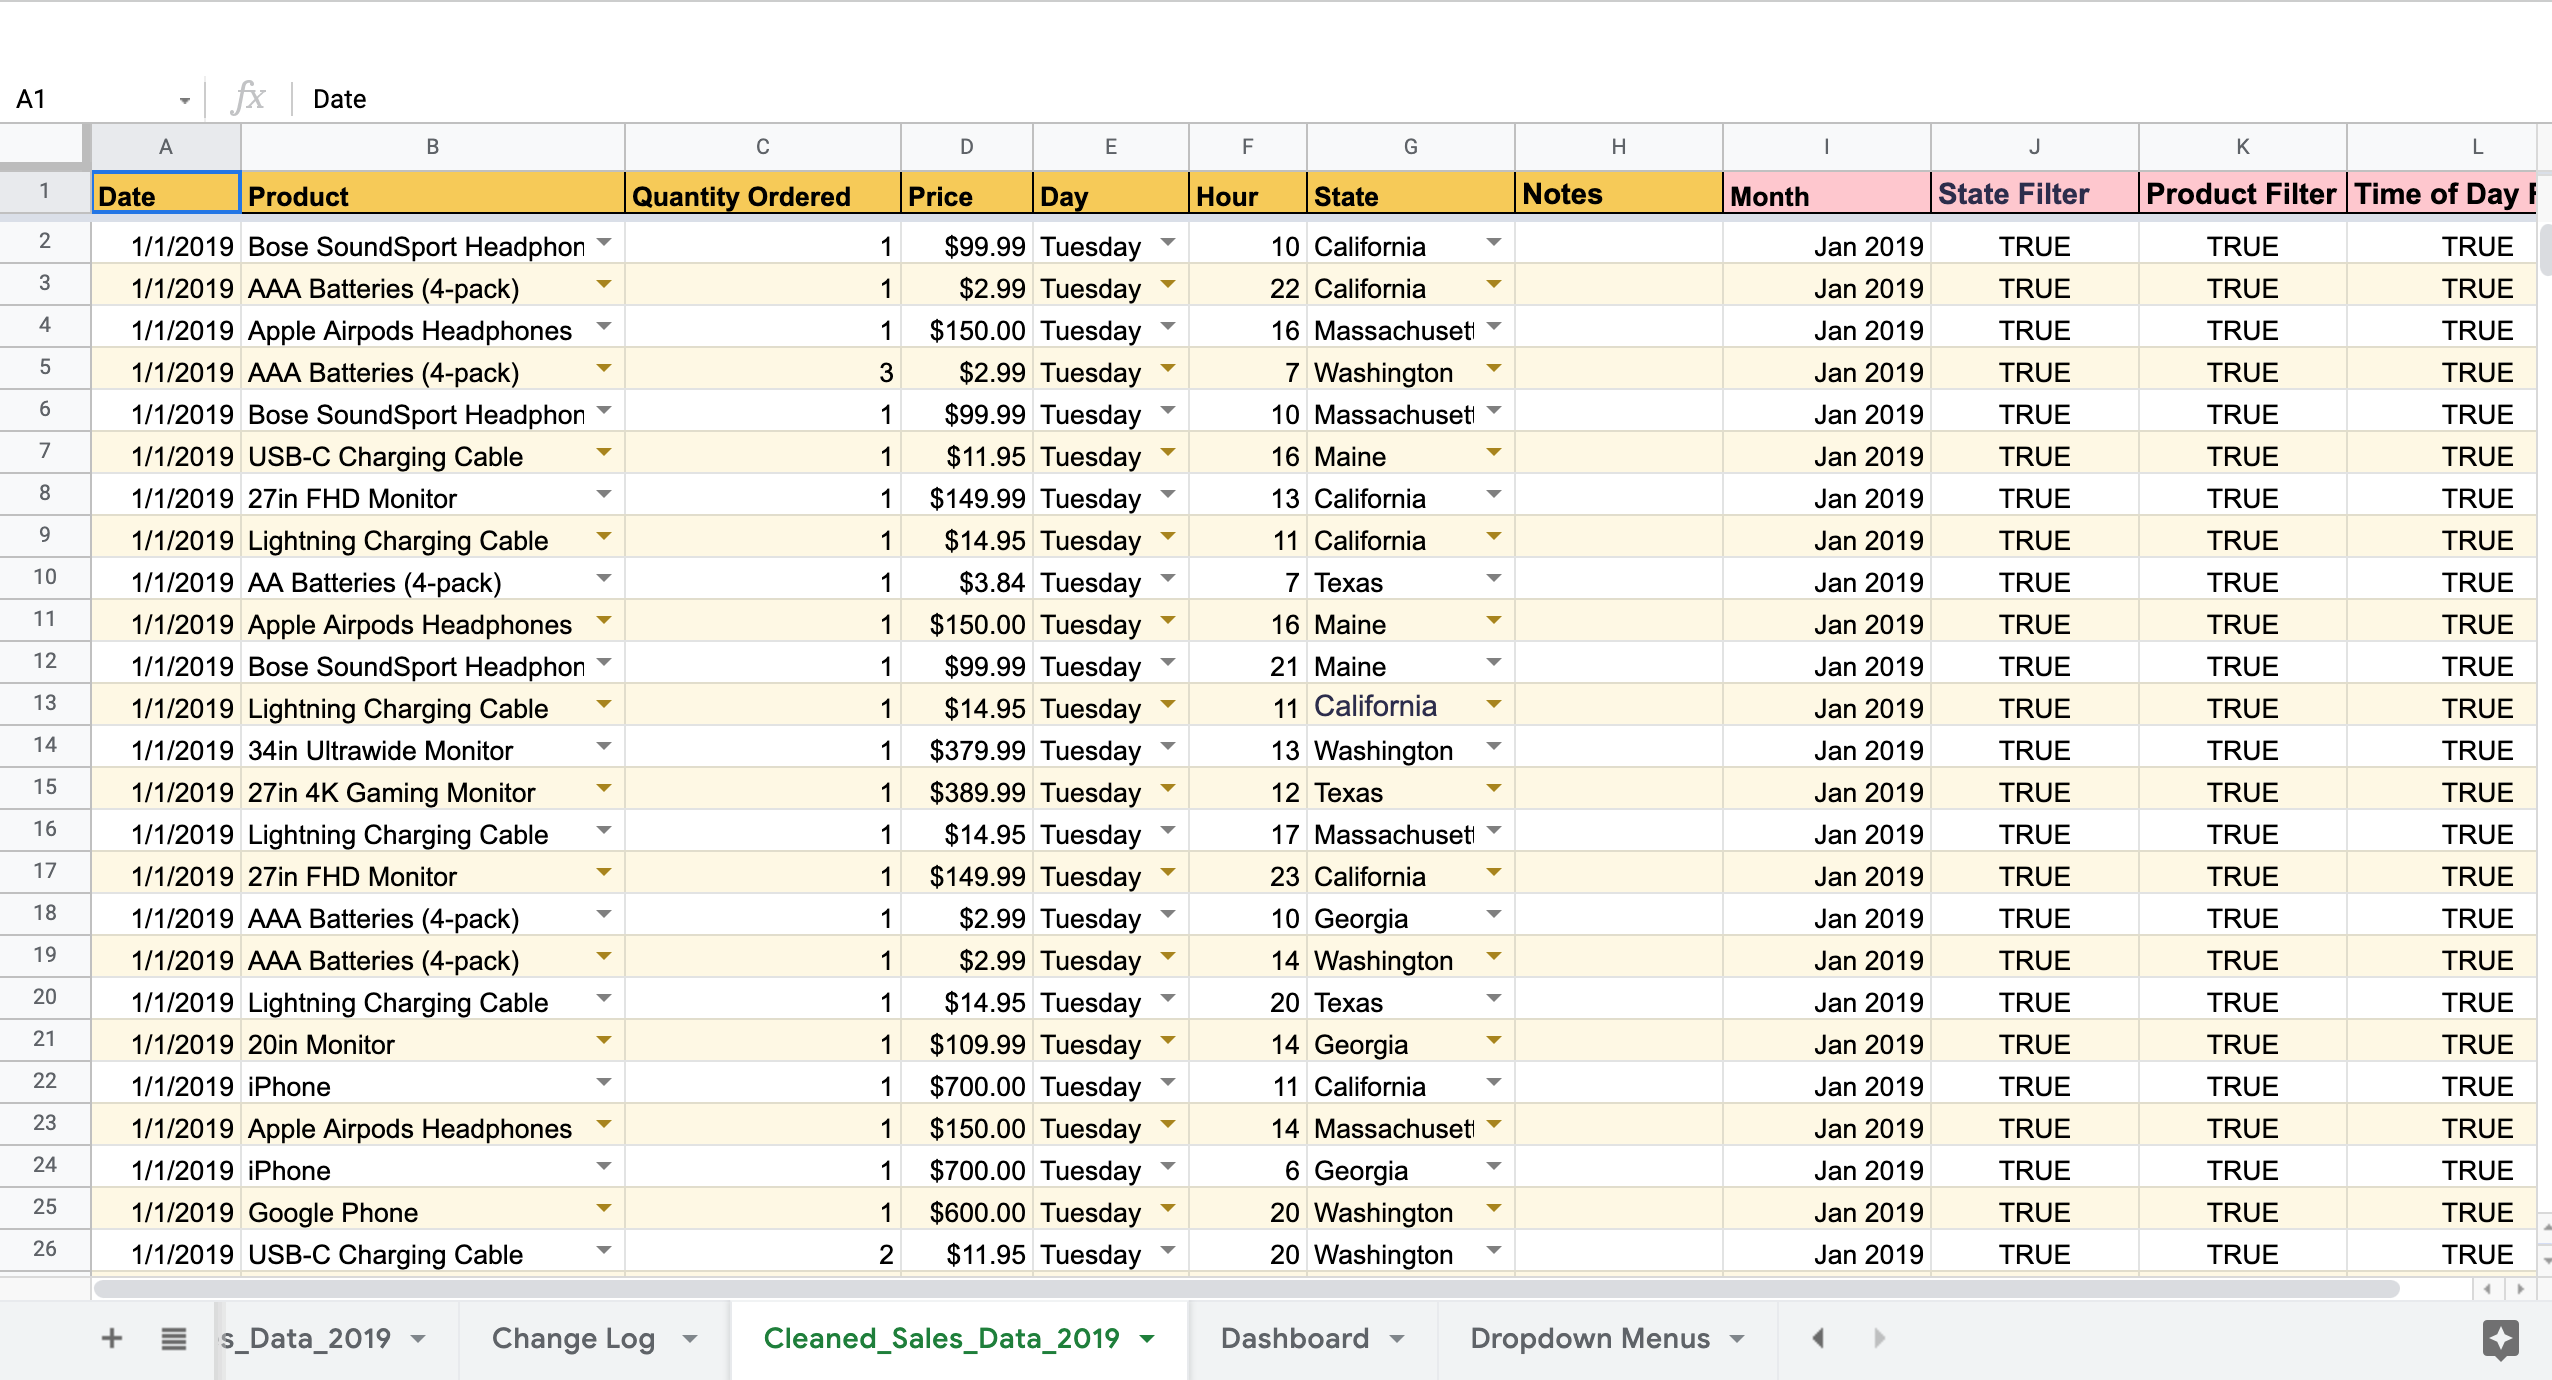 A1 fx Date
A B C D E F G H I J K L
1 Date Product Quantity Ordered Price Day Hour State Notes Month State Filter Product Filter Time of Day
2 1/1/2019 Bose SoundSport Headphon 1 $99.99 Tuesday 10 California Jan 2019 TRUE TRUE TRUE
3 1/1/2019 AAA Batteries (4-pack) 1 $2.99 Tuesday 22 California Jan 2019 TRUE TRUE TRUE
4 1/1/2019 Apple Airpods Headphones 1 $150.00 Tuesday 16 Massachusett Jan 2019 TRUE TRUE TRUE
5 1/1/2019 AAA Batteries (4-pack) 3 $2.99 Tuesday 7 Washington Jan 2019 TRUE TRUE TRUE
6 1/1/2019 Bose SoundSport Headphon 1 $99.99 Tuesday 10 Massachusett Jan 2019 TRUE TRUE TRUE
7 1/1/2019 USB-C Charging Cable 1 $11.95 Tuesday 16 Maine Jan 2019 TRUE TRUE TRUE
8 1/1/2019 27in FHD Monitor 1 $149.99 Tuesday 13 California Jan 2019 TRUE TRUE TRUE
9 1/1/2019 Lightning Charging Cable 1 $14.95 Tuesday 11 California Jan 2019 TRUE TRUE TRUE
10 1/1/2019 AA Batteries (4-pack) 1 $3.84 Tuesday 7 Texas Jan 2019 TRUE TRUE TRUE
11 1/1/2019 Apple Airpods Headphones 1 $150.00 Tuesday 16 Maine Jan 2019 TRUE TRUE TRUE
12 1/1/2019 Bose SoundSport Headphon 1 $99.99 Tuesday 21 Maine Jan 2019 TRUE TRUE TRUE
13 1/1/2019 Lightning Charging Cable 1 $14.95 Tuesday 11 California Jan 2019 TRUE TRUE TRUE
14 1/1/2019 34in Ultrawide Monitor 1 $379.99 Tuesday 13 Washington Jan 2019 TRUE TRUE TRUE
15 1/1/2019 27in 4K Gaming Monitor 1 $389.99 Tuesday 12 Texas Jan 2019 TRUE TRUE TRUE
16 1/1/2019 Lightning Charging Cable 1 $14.95 Tuesday 17 Massachusett Jan 2019 TRUE TRUE TRUE
17 1/1/2019 27in FHD Monitor 1 $149.99 Tuesday 23 California Jan 2019 TRUE TRUE TRUE
18 1/1/2019 AAA Batteries (4-pack) 1 $2.99 Tuesday 10 Georgia Jan 2019 TRUE TRUE TRUE
19 1/1/2019 AAA Batteries (4-pack) 1 $2.99 Tuesday 14 Washington Jan 2019 TRUE TRUE TRUE
20 1/1/2019 Lightning Charging Cable 1 $14.95 Tuesday 20 Texas Jan 2019 TRUE TRUE TRUE
21 1/1/2019 20in Monitor 1 $109.99 Tuesday 14 Georgia Jan 2019 TRUE TRUE TRUE
22 1/1/2019 iPhone 1 $700.00 Tuesday 11 California Jan 2019 TRUE TRUE TRUE
23 1/1/2019 Apple Airpods Headphones 1 $150.00 Tuesday 14 Massachusett Jan 2019 TRUE TRUE TRUE
24 1/1/2019 iPhone 1 $700.00 Tuesday 6 Georgia Jan 2019 TRUE TRUE TRUE
25 1/1/2019 Google Phone 1 $600.00 Tuesday 20 Washington Jan 2019 TRUE TRUE TRUE
26 1/1/2019 USB-C Charging Cable 2 $11.95 Tuesday 20 Washington Jan 2019 TRUE TRUE TRUE
s_Data_2019 Change Log Cleaned_Sales_Data_2019 Dashboard Dropdown Menus